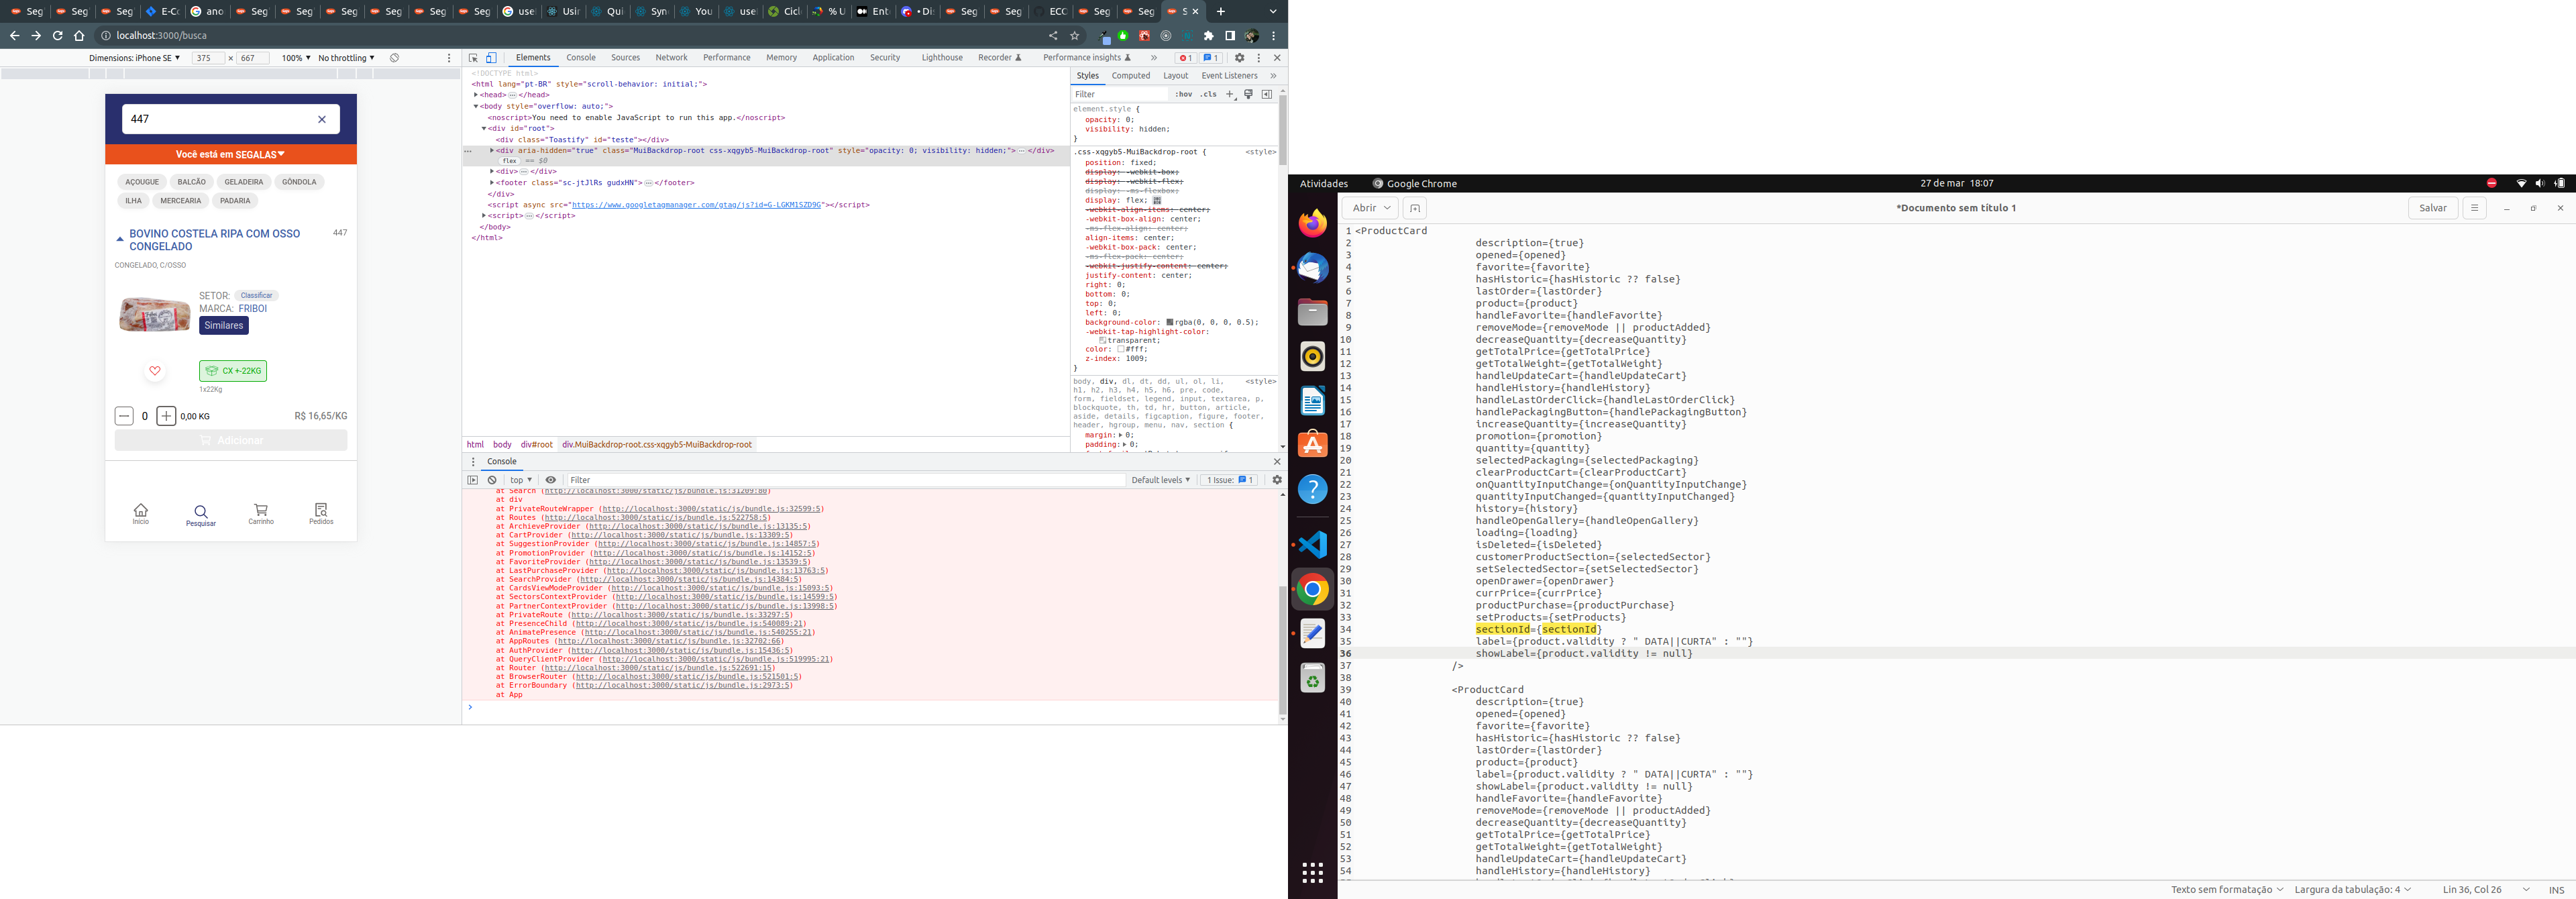 Seg
Seg
Seg
E-Co
ano
Seg
Seg
Seg
Seg
Seg
Seg
use
Usin
Qui
Syn
You
use
Cicl
% U
Ent
• Di
Seg
Seg
ECC
Seg
Seg
S
localhost:3000/busca
Dimensions: iPhone SE ▼ 375 × 667 100% ▼ No throttling ▼
447
Você está em SEGALAS
AÇOUGUE BALCÃO GELADEIRA GÔNDOLA
ILHA MERCEARIA PADARIA
BOVINO COSTELA RIPA COM OSSO CONGELADO 447
CONGELADO, C/OSSO
SETOR: Classificar
MARCA: FRIBOI
Similares
CX +-22KG
1x22Kg
0 0,00 KG R$ 16,65/KG
Adicionar
Início Pesquisar Carrinho Pedidos
Elements Console Sources Network Performance Memory Application Security Lighthouse Recorder Performance insights » 1 1
<!DOCTYPE html>
<html lang="pt-BR" style="scroll-behavior: initial;">
<head> ⋯ </head>
<body style="overflow: auto;">
<noscript>You need to enable JavaScript to run this app.</noscript>
<div id="root">
<div class="Toastify" id="teste"></div>
<div aria-hidden="true" class="MuiBackdrop-root css-xqgyb5-MuiBackdrop-root" style="opacity: 0; visibility: hidden;"> ⋯ </div>
flex == $0
<div> ⋯ </div>
<footer class="sc-jtJlRs gudxHN"> ⋯ </footer>
</div>
<script async src="https://www.googletagmanager.com/gtag/js?id=G-LGKM1SZD9G"></script>
<script> ⋯ </script>
</body>
</html>
html body div#root div.MuiBackdrop-root.css-xqgyb5-MuiBackdrop-root
Styles Computed Layout Event Listeners »
Filter :hov .cls +
element.style {
opacity: 0;
visibility: hidden;
}
.css-xqgyb5-MuiBackdrop-root { <style>
position: fixed;
display: -webkit-box;
display: -webkit-flex;
display: -ms-flexbox;
display: flex;
-webkit-align-items: center;
-webkit-box-align: center;
-ms-flex-align: center;
align-items: center;
-webkit-box-pack: center;
-ms-flex-pack: center;
-webkit-justify-content: center;
justify-content: center;
right: 0;
bottom: 0;
top: 0;
left: 0;
background-color: rgba(0, 0, 0, 0.5);
-webkit-tap-highlight-color:
transparent;
color: #fff;
z-index: 1009;
}
body, div, dl, dt, dd, ul, ol, li, <style>
h1, h2, h3, h4, h5, h6, pre, code,
form, fieldset, legend, input, textarea, p,
blockquote, th, td, hr, button, article,
aside, details, figcaption, figure, footer,
header, hgroup, menu, nav, section {
margin: 0;
padding: 0;
Console
top ▼ Filter Default levels ▼ 1 Issue: 1
at Search (http://localhost:3000/static/js/bundle.js:31209:80)
at div
at PrivateRouteWrapper (http://localhost:3000/static/js/bundle.js:32599:5)
at Routes (http://localhost:3000/static/js/bundle.js:522758:5)
at ArchieveProvider (http://localhost:3000/static/js/bundle.js:13135:5)
at CartProvider (http://localhost:3000/static/js/bundle.js:13309:5)
at SuggestionProvider (http://localhost:3000/static/js/bundle.js:14857:5)
at PromotionProvider (http://localhost:3000/static/js/bundle.js:14152:5)
at FavoriteProvider (http://localhost:3000/static/js/bundle.js:13539:5)
at LastPurchaseProvider (http://localhost:3000/static/js/bundle.js:13763:5)
at SearchProvider (http://localhost:3000/static/js/bundle.js:14384:5)
at CardsViewModeProvider (http://localhost:3000/static/js/bundle.js:15093:5)
at SectorsContextProvider (http://localhost:3000/static/js/bundle.js:14599:5)
at PartnerContextProvider (http://localhost:3000/static/js/bundle.js:13998:5)
at PrivateRoute (http://localhost:3000/static/js/bundle.js:33297:5)
at PresenceChild (http://localhost:3000/static/js/bundle.js:540089:21)
at AnimatePresence (http://localhost:3000/static/js/bundle.js:540255:21)
at AppRoutes (http://localhost:3000/static/js/bundle.js:32702:66)
at AuthProvider (http://localhost:3000/static/js/bundle.js:15436:5)
at QueryClientProvider (http://localhost:3000/static/js/bundle.js:519995:21)
at Router (http://localhost:3000/static/js/bundle.js:522691:15)
at BrowserRouter (http://localhost:3000/static/js/bundle.js:521501:5)
at ErrorBoundary (http://localhost:3000/static/js/bundle.js:2973:5)
at App
Atividades Google Chrome 27 de mar 18:07
Abrir *Documento sem título 1 Salvar
1 <ProductCard
2 description={true}
3 opened={opened}
4 favorite={favorite}
5 hasHistoric={hasHistoric ?? false}
6 lastOrder={lastOrder}
7 product={product}
8 handleFavorite={handleFavorite}
9 removeMode={removeMode || productAdded}
10 decreaseQuantity={decreaseQuantity}
11 getTotalPrice={getTotalPrice}
12 getTotalWeight={getTotalWeight}
13 handleUpdateCart={handleUpdateCart}
14 handleHistory={handleHistory}
15 handleLastOrderClick={handleLastOrderClick}
16 handlePackagingButton={handlePackagingButton}
17 increaseQuantity={increaseQuantity}
18 promotion={promotion}
19 quantity={quantity}
20 selectedPackaging={selectedPackaging}
21 clearProductCart={clearProductCart}
22 onQuantityInputChange={onQuantityInputChange}
23 quantityInputChanged={quantityInputChanged}
24 history={history}
25 handleOpenGallery={handleOpenGallery}
26 loading={loading}
27 isDeleted={isDeleted}
28 customerProductSection={selectedSector}
29 setSelectedSector={setSelectedSector}
30 openDrawer={openDrawer}
31 currPrice={currPrice}
32 productPurchase={productPurchase}
33 setProducts={setProducts}
34 sectionId={sectionId}
35 label={product.validity ? " DATA||CURTA" : ""}
36 showLabel={product.validity != null}
37 />
38
39 <ProductCard
40 description={true}
41 opened={opened}
42 favorite={favorite}
43 hasHistoric={hasHistoric ?? false}
44 lastOrder={lastOrder}
45 product={product}
46 label={product.validity ? " DATA||CURTA" : ""}
47 showLabel={product.validity != null}
48 handleFavorite={handleFavorite}
49 removeMode={removeMode || productAdded}
50 decreaseQuantity={decreaseQuantity}
51 getTotalPrice={getTotalPrice}
52 getTotalWeight={getTotalWeight}
53 handleUpdateCart={handleUpdateCart}
54 handleHistory={handleHistory}
Texto sem formatação Largura da tabulação: 4 Lin 36, Col 26 INS